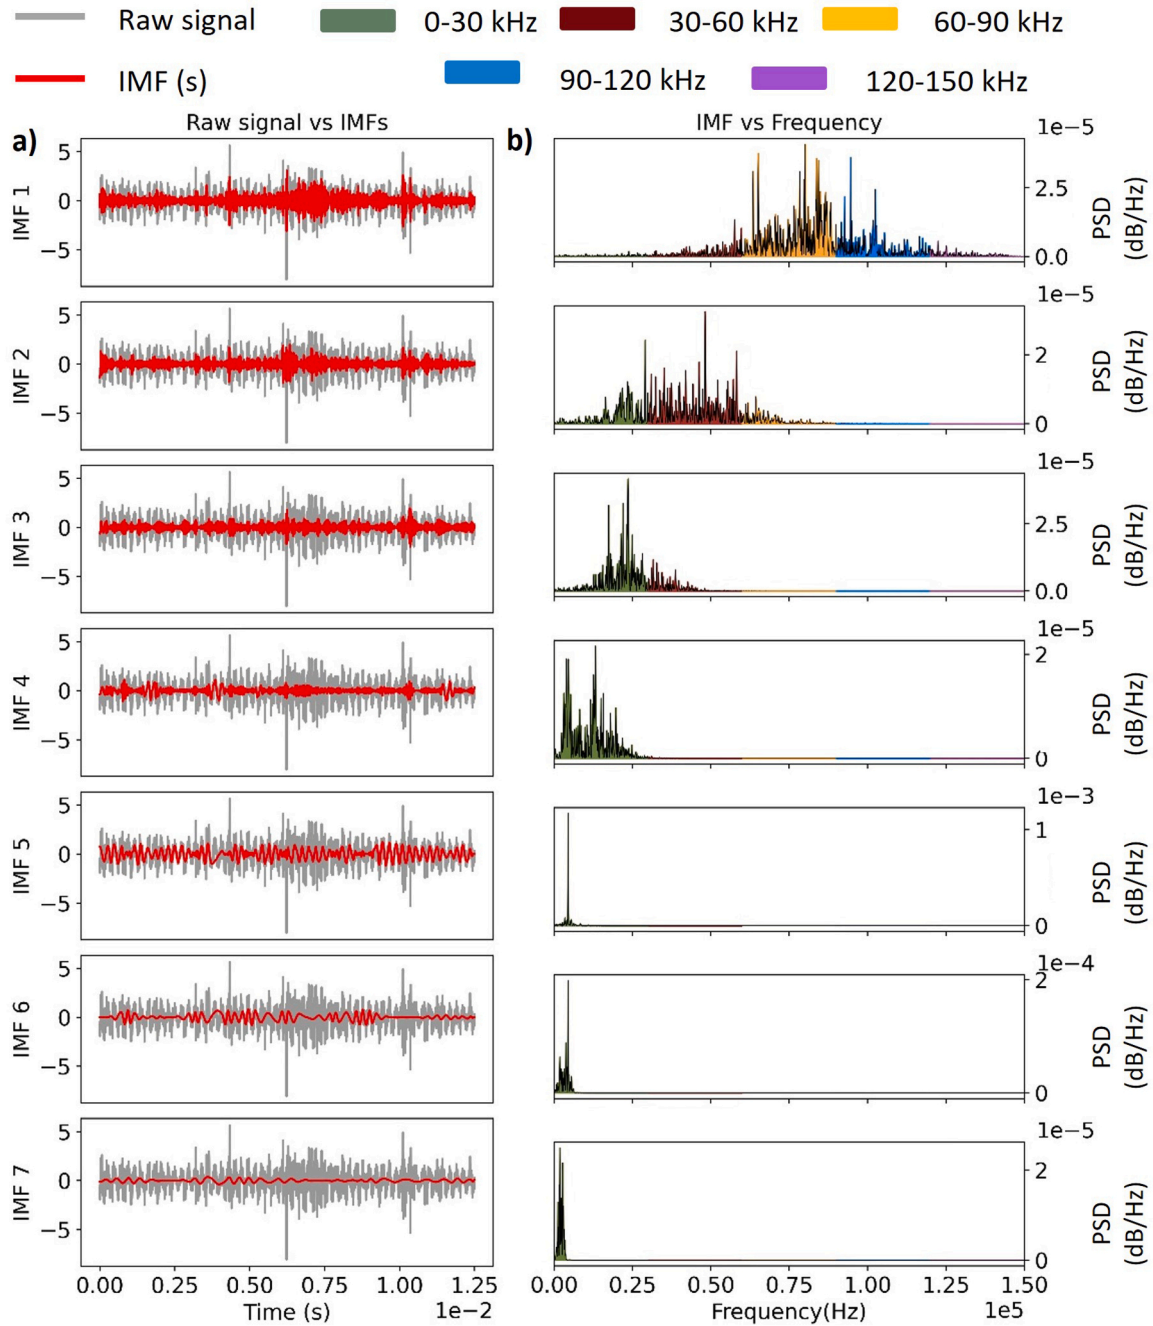 Raw signal 0-30 kHz 30-60 kHz 60-90 kHz
IMF (s) 90-120 kHz 120-150 kHz
a) Raw signal vs IMFs
b) IMF vs Frequency
IMF 1
5
0
−5
1e−5
2.5
0.0
PSD
(dB/Hz)
IMF 2
5
0
−5
1e−5
2
0
PSD
(dB/Hz)
IMF 3
5
0
−5
1e−5
2.5
0.0
PSD
(dB/Hz)
IMF 4
5
0
−5
1e−5
2
0
PSD
(dB/Hz)
IMF 5
5
0
−5
1e−3
1
0
PSD
(dB/Hz)
IMF 6
5
0
−5
1e−4
2
0
PSD
(dB/Hz)
IMF 7
5
0
−5
1e−5
2
0
PSD
(dB/Hz)
0.00 0.25 0.50 0.75 1.00 1.25
Time (s) 1e−2
0.00 0.25 0.50 0.75 1.00 1.25 1.50
Frequency(Hz) 1e5